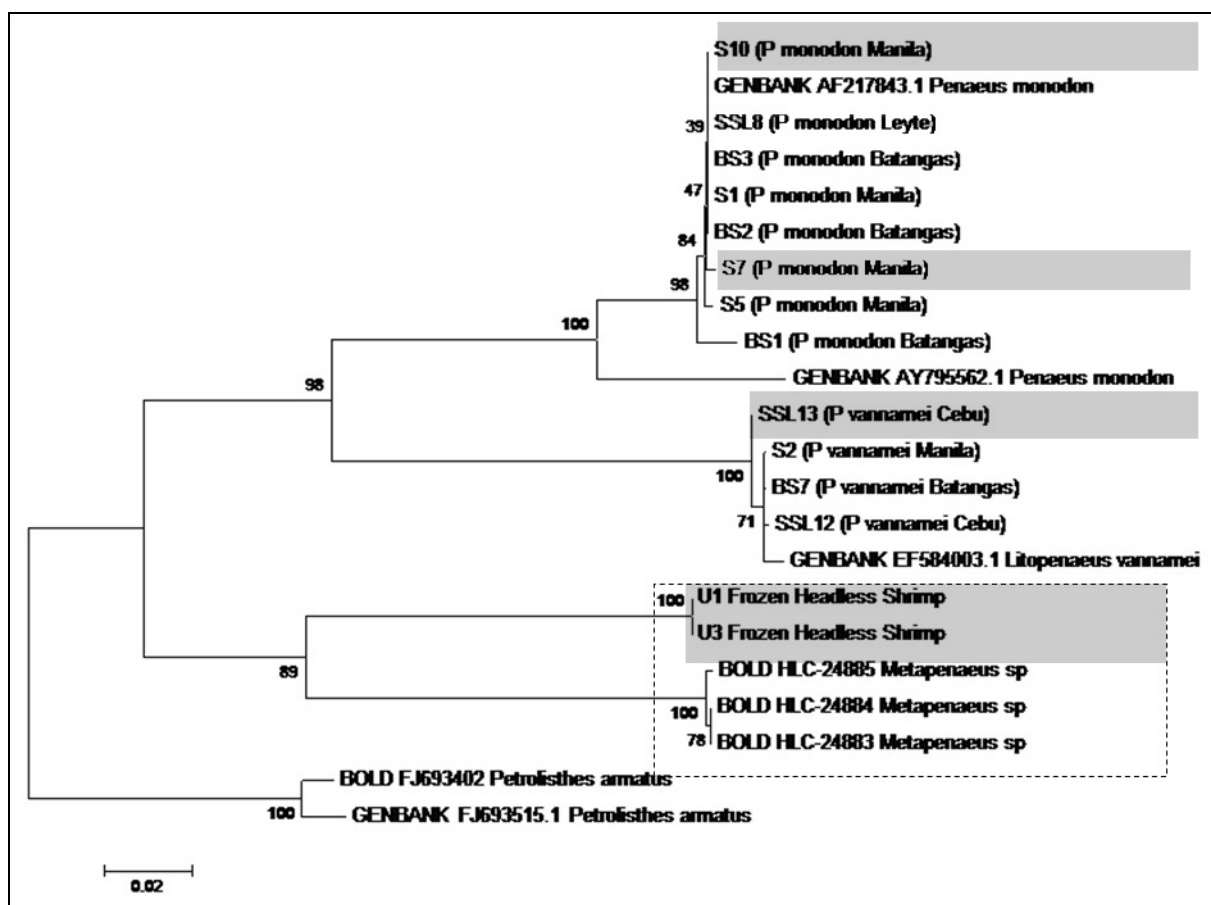 S10 (P monodon Manila)
GENBANK AF217843.1 Penaeus monodon
39
SSL8 (P monodon Leyte)
BS3 (P monodon Batangas)
47
S1 (P monodon Manila)
BS2 (P monodon Batangas)
84
S7 (P monodon Manila)
98
S5 (P monodon Manila)
100
BS1 (P monodon Batangas)
GENBANK AY795562.1 Penaeus monodon
98
SSL13 (P vannamei Cebu)
S2 (P vannamei Manila)
100
BS7 (P vannamei Batangas)
71
SSL12 (P vannamei Cebu)
GENBANK EF584003.1 Litopenaeus vannamei
100
U1 Frozen Headless Shrimp
U3 Frozen Headless Shrimp
89
BOLD HLC-24885 Metapenaeus sp
100
BOLD HLC-24884 Metapenaeus sp
78
BOLD HLC-24883 Metapenaeus sp
BOLD FJ693402 Petrolisthes armatus
100
GENBANK FJ693515.1 Petrolisthes armatus
0.02